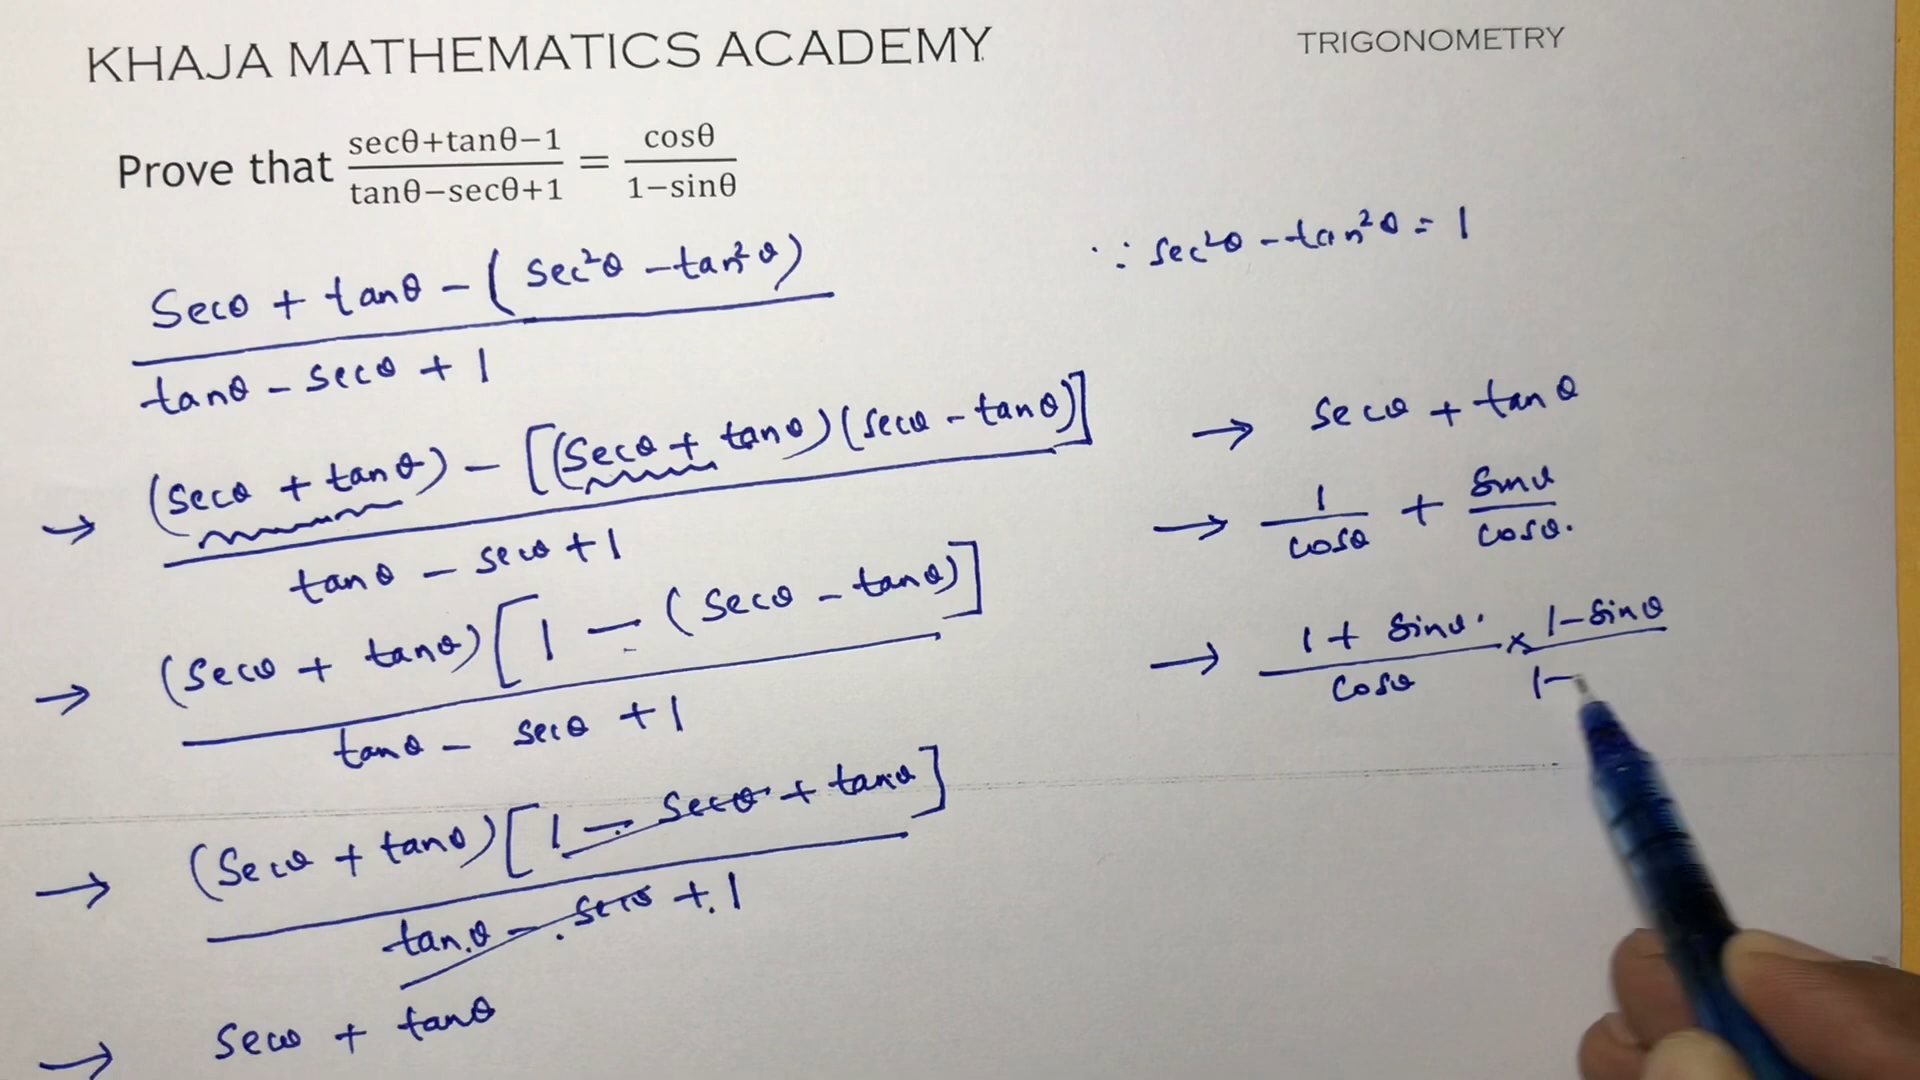 KHAJA MATHEMATICS ACADEMY
TRIGONOMETRY
Prove that (secθ+tanθ−1)/(tanθ−secθ+1) = cosθ/(1−sinθ)
Secθ + tanθ − (sec²θ − tan²θ)
tanθ − secθ + 1
→ (secθ + tanθ) − [(secθ + tanθ)(secθ − tanθ)]
tanθ − secθ + 1
→ (secθ + tanθ)[1 − (secθ − tanθ)]
tanθ − secθ + 1
→ (Secθ + tanθ)[1 − secθ + tanθ]
tanθ − secθ + 1
→ secθ + tanθ
∵ sec²θ − tan²θ = 1
→ secθ + tanθ
→ 1/cosθ + sinθ/cosθ.
→ (1 + sinθ)/cosθ × (1−sinθ)/(1−